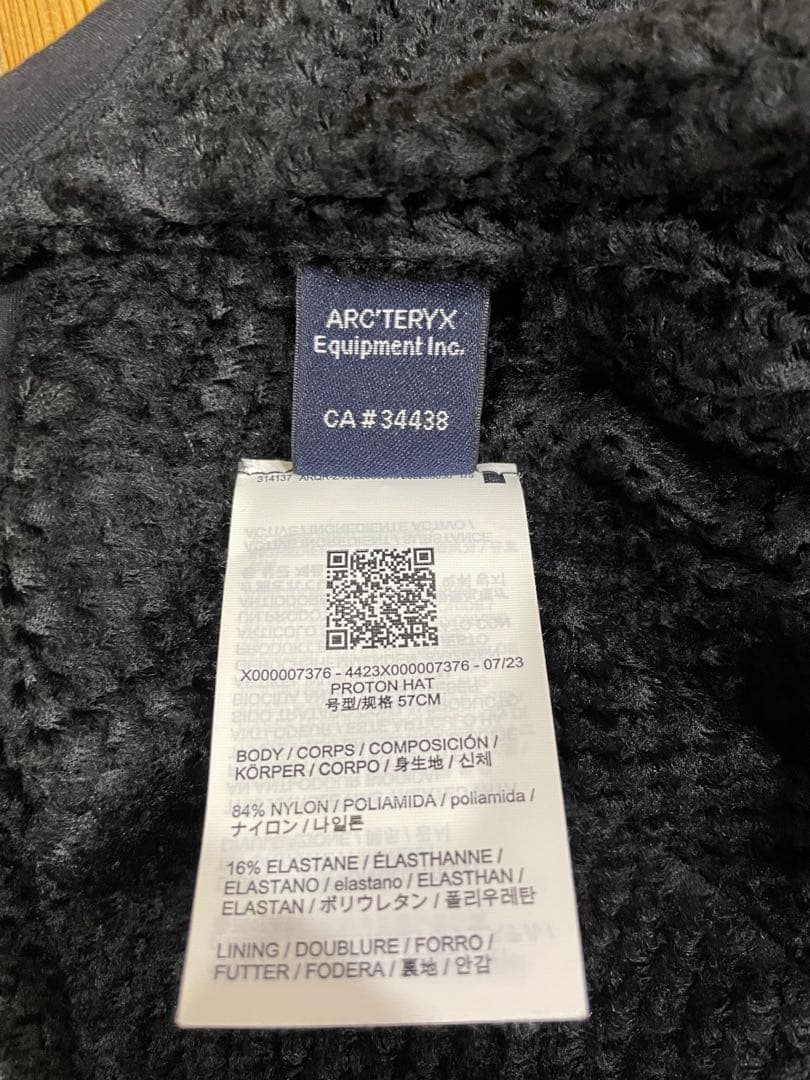 ARC'TERYX
Equipment Inc.
CA # 34438
314137
X000007376 - 4423X000007376 - 07/23
PROTON HAT
号型/规格 57CM
BODY / CORPS / COMPOSICIÓN /
KÖRPER / CORPO / 身生地 / 신체
84% NYLON / POLIAMIDA / poliamida /
ナイロン / 나일론
16% ELASTANE / ÉLASTHANNE /
ELASTANO / elastano / ELASTHAN /
ELASTAN / ポリウレタン / 폴리우레탄
LINING / DOUBLURE / FORRO /
FUTTER / FODERA / 裏地 / 안감